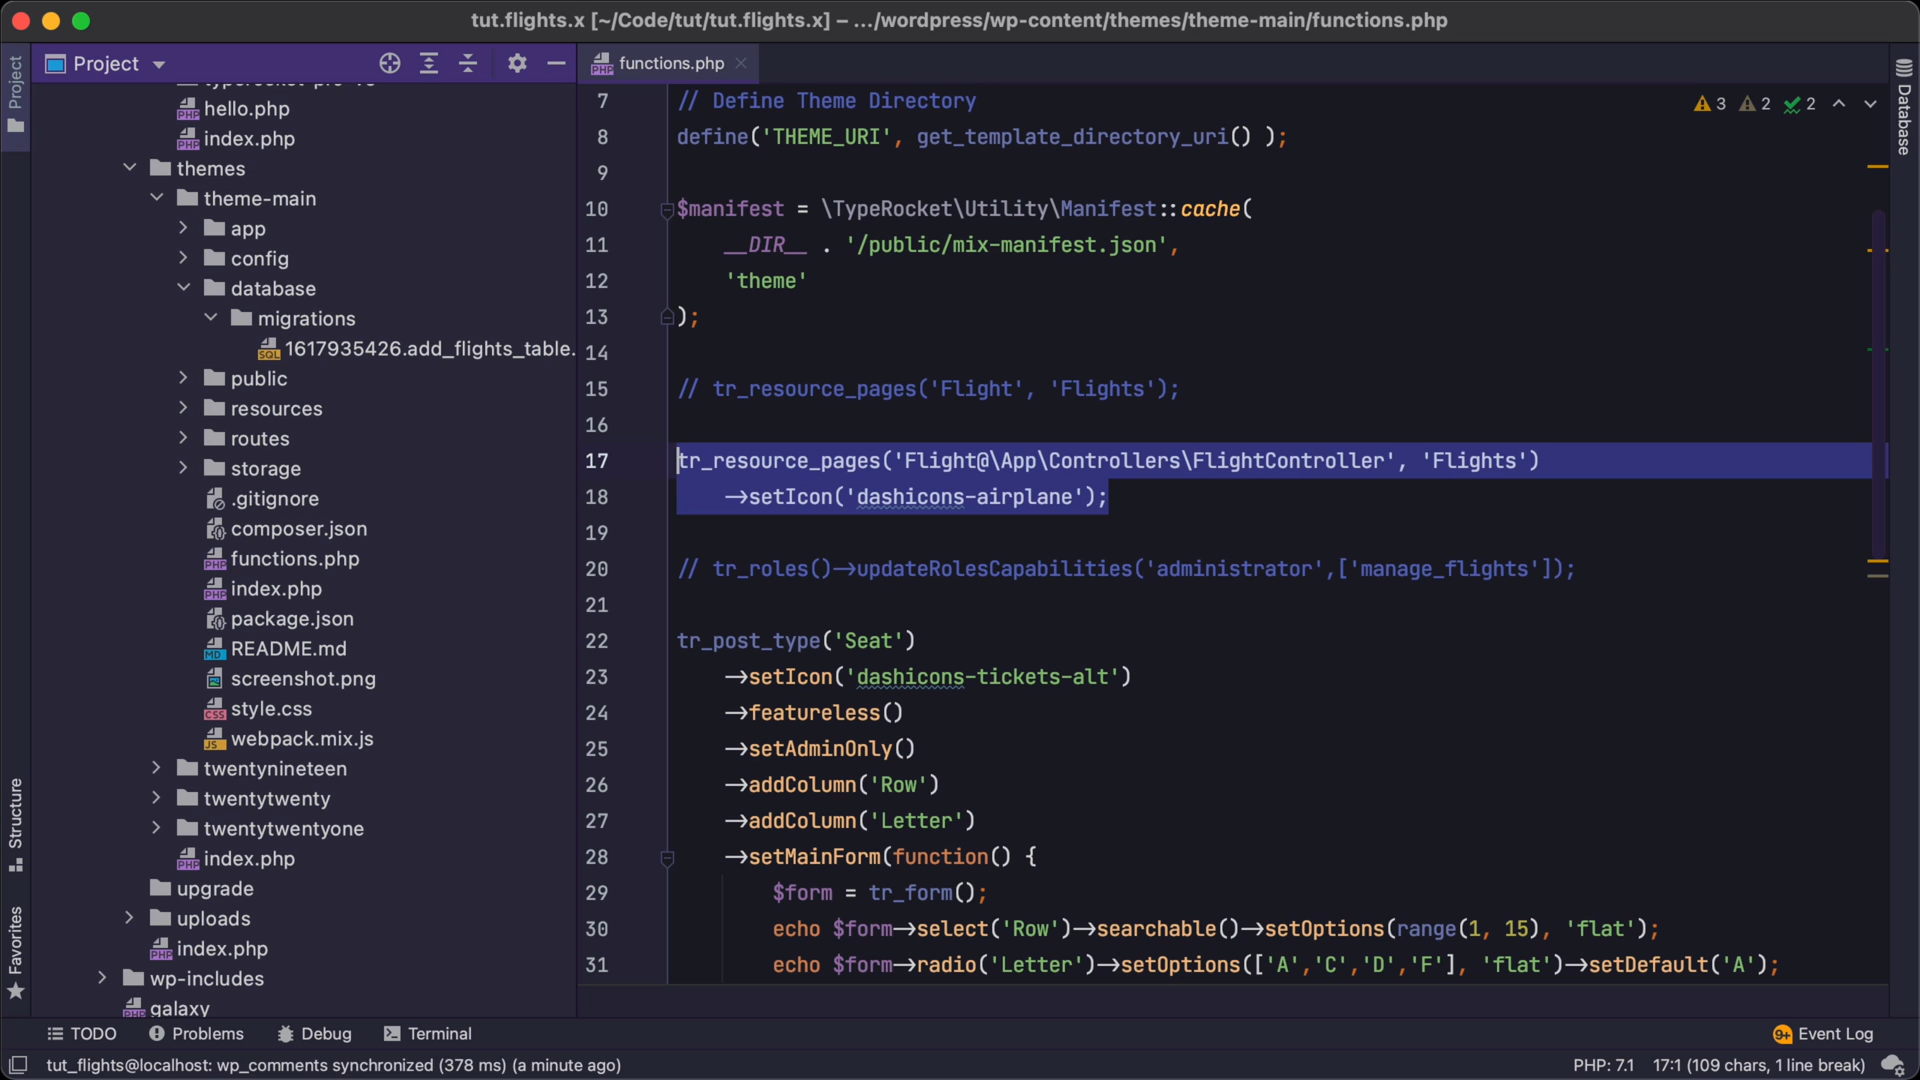 tut.flights.x [~/Code/tut/tut.flights.x] – .../wordpress/wp-content/themes/theme-main/functions.php
Project
Project
functions.php
Database
hello.php
index.php
themes
theme-main
app
config
database
migrations
1617935426.add_flights_table.
public
resources
routes
storage
.gitignore
composer.json
functions.php
index.php
package.json
README.md
screenshot.png
style.css
webpack.mix.js
twentynineteen
twentytwenty
twentytwentyone
index.php
upgrade
uploads
index.php
wp-includes
galaxy
Structure
Favorites
3 2 2
7 // Define Theme Directory
8 define('THEME_URI', get_template_directory_uri() );
9
10 $manifest = \TypeRocket\Utility\Manifest::cache(
11 __DIR__ . '/public/mix-manifest.json',
12 'theme'
13 );
14
15 // tr_resource_pages('Flight', 'Flights');
16
17 tr_resource_pages('Flight@\App\Controllers\FlightController', 'Flights')
18 ->setIcon('dashicons-airplane');
19
20 // tr_roles()->updateRolesCapabilities('administrator',['manage_flights']);
21
22 tr_post_type('Seat')
23 ->setIcon('dashicons-tickets-alt')
24 ->featureless()
25 ->setAdminOnly()
26 ->addColumn('Row')
27 ->addColumn('Letter')
28 ->setMainForm(function() {
29 $form = tr_form();
30 echo $form->select('Row')->searchable()->setOptions(range(1, 15), 'flat');
31 echo $form->radio('Letter')->setOptions(['A','C','D','F'], 'flat')->setDefault('A');
TODO Problems Debug Terminal 9+ Event Log
tut_flights@localhost: wp_comments synchronized (378 ms) (a minute ago) PHP: 7.1 17:1 (109 chars, 1 line break)